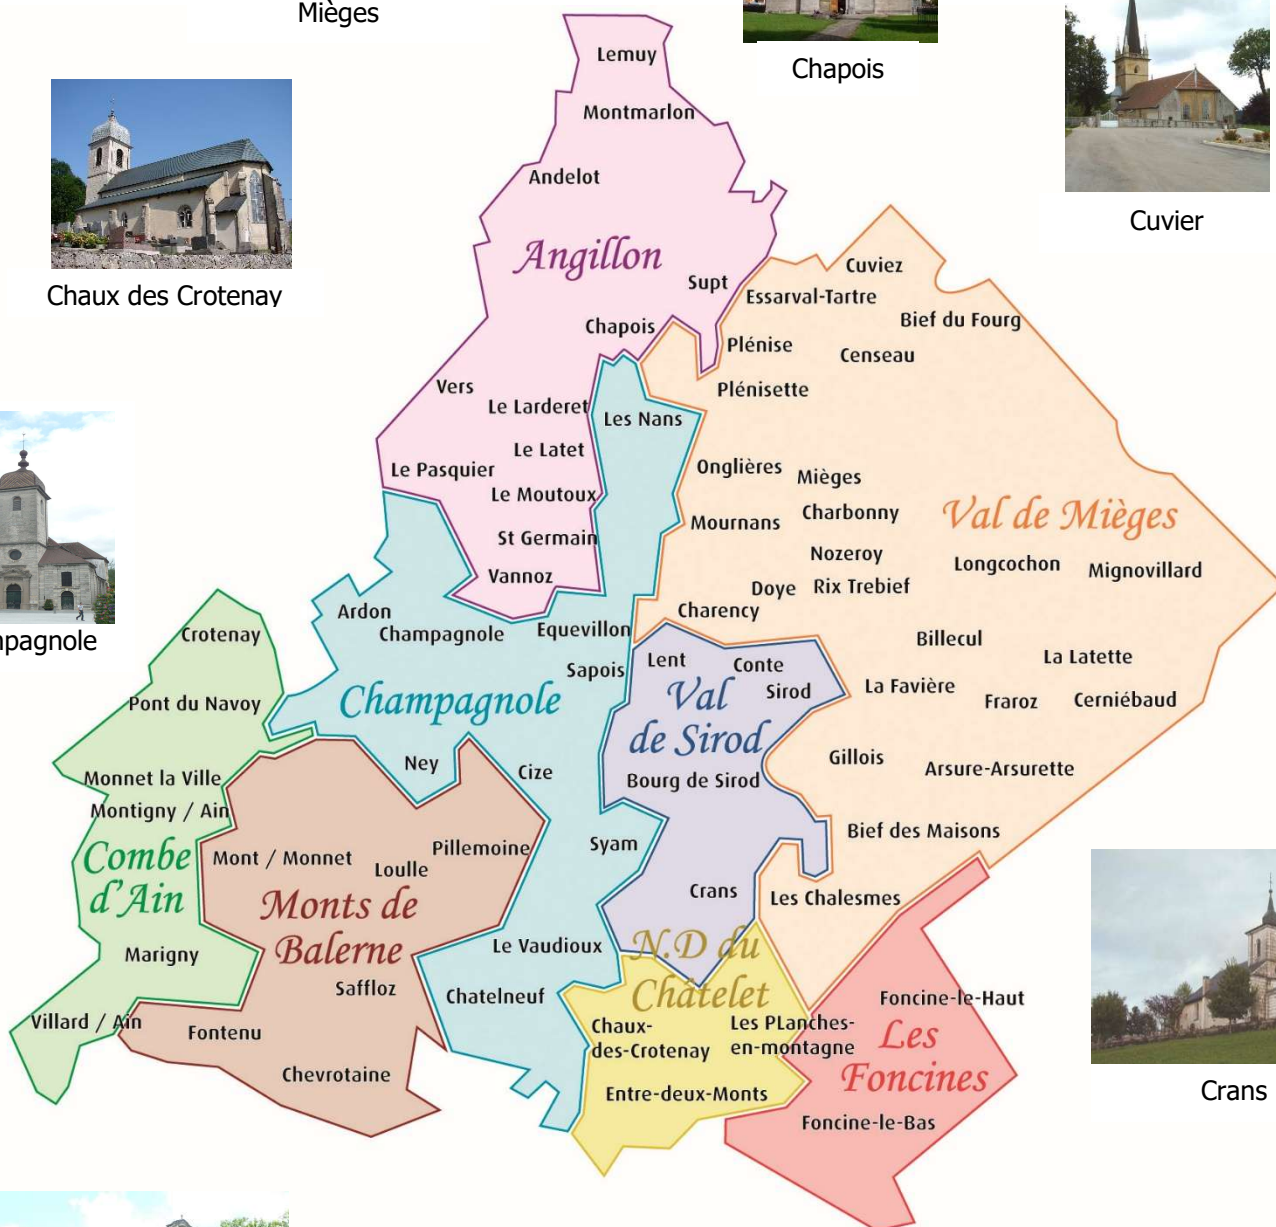 Mièges
Chapois
Cuvier
Chaux des Crotenay
mpagnole
Crans
Lemuy
Montmarlon
Andelot
Angillon
Supt
Chapois
Vers
Le Larderet
Le Latet
Le Pasquier
Le Moutoux
St Germain
Vannoz
Cuviez
Essarval-Tartre
Bief du Fourg
Plénise
Censeau
Plénisette
Onglières
Mièges
Mournans
Charbonny
Val de Mièges
Nozeroy
Longcochon
Mignovillard
Doye
Rix Trebief
Charency
Billecul
La Latette
La Favière
Fraroz
Cerniébaud
Gillois
Arsure-Arsurette
Bief des Maisons
Les Chalesmes
Les Nans
Ardon
Champagnole
Equevillon
Sapois
Champagnole
Ney
Cize
Syam
Le Vaudioux
Chatelneuf
Lent
Conte
Sirod
Val
de Sirod
Bourg de Sirod
Crans
Crotenay
Pont du Navoy
Monnet la Ville
Montigny / Ain
Combe
d'Ain
Marigny
Villard / Ain
Mont / Monnet
Loulle
Pillemoine
Monts de
Balerne
Saffloz
Fontenu
Chevrotaine
N.D du
Châtelet
Chaux-
des-Crotenay
Les PLanches-
en-montagne
Entre-deux-Monts
Foncine-le-Haut
Les
Foncines
Foncine-le-Bas